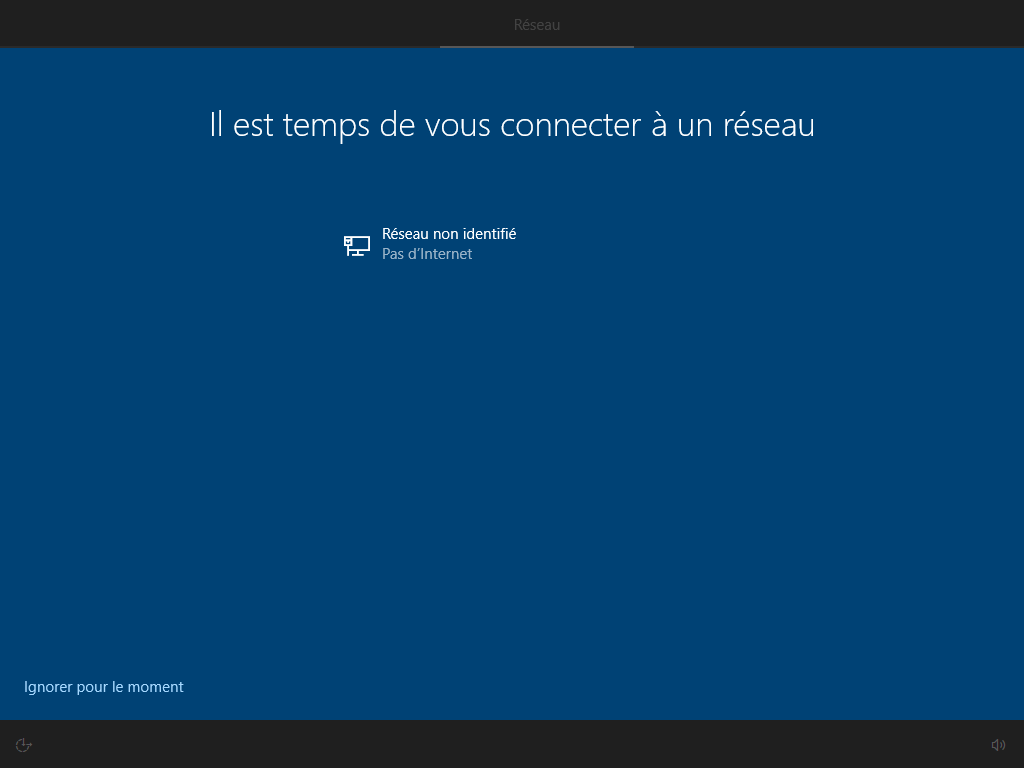 Réseau
Il est temps de vous connecter à un réseau
Réseau non identifié
Pas d’Internet
Ignorer pour le moment